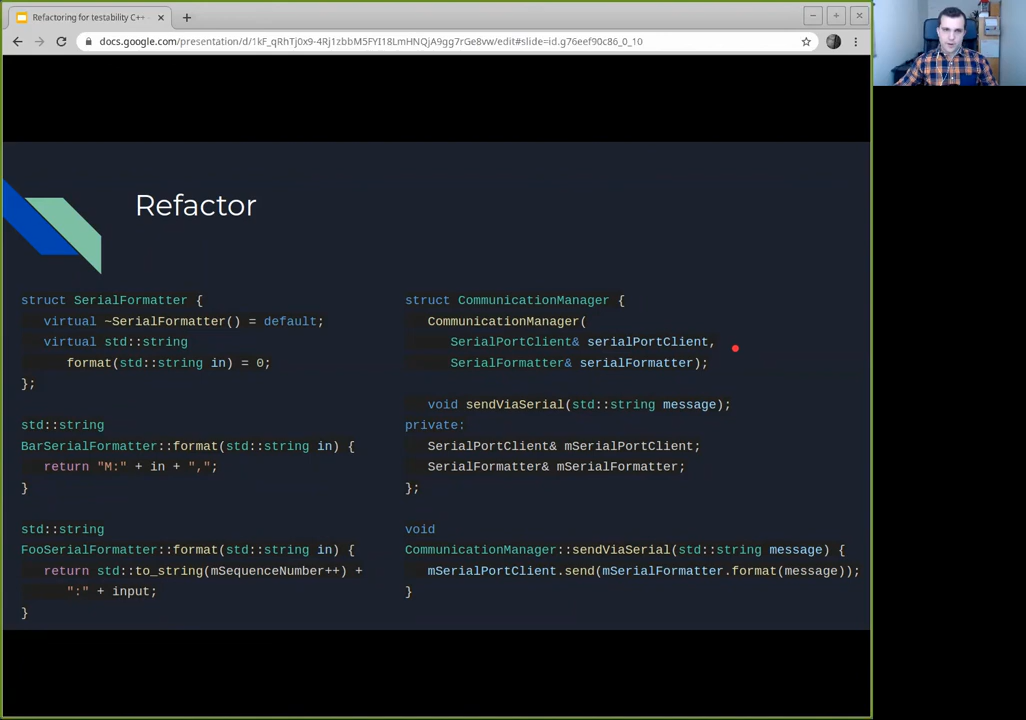 Refactoring for testability C++
docs.google.com/presentation/d/1kF_qRhTj0x9-4Rj1zbbM5FYI18LmHNQjA9gg7rGe8vw/edit#slide=id.g76eef90c86_0_10
Refactor
struct SerialFormatter {
virtual ~SerialFormatter() = default;
virtual std::string
format(std::string in) = 0;
};
std::string
BarSerialFormatter::format(std::string in) {
return "M:" + in + ",";
}
std::string
FooSerialFormatter::format(std::string in) {
return std::to_string(mSequenceNumber++) +
":" + input;
}
struct CommunicationManager {
CommunicationManager(
SerialPortClient& serialPortClient,
SerialFormatter& serialFormatter);
void sendViaSerial(std::string message);
private:
SerialPortClient& mSerialPortClient;
SerialFormatter& mSerialFormatter;
};
void
CommunicationManager::sendViaSerial(std::string message) {
mSerialPortClient.send(mSerialFormatter.format(message));
}